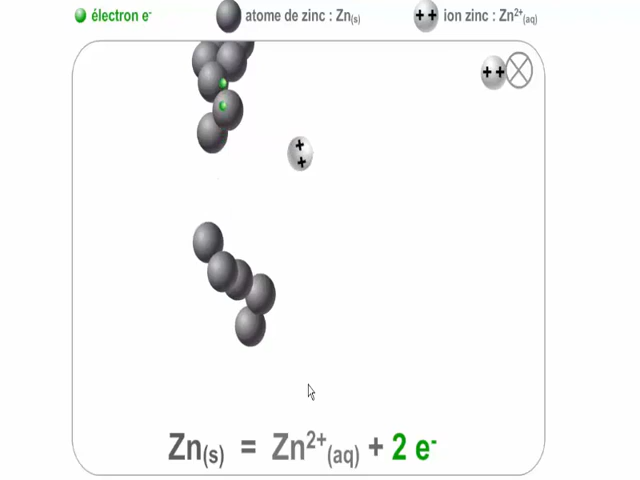 électron e⁻ atome de zinc : Zn(s) ion zinc : Zn²⁺(aq)
++
++
Zn(s) = Zn²⁺(aq) + 2 e⁻